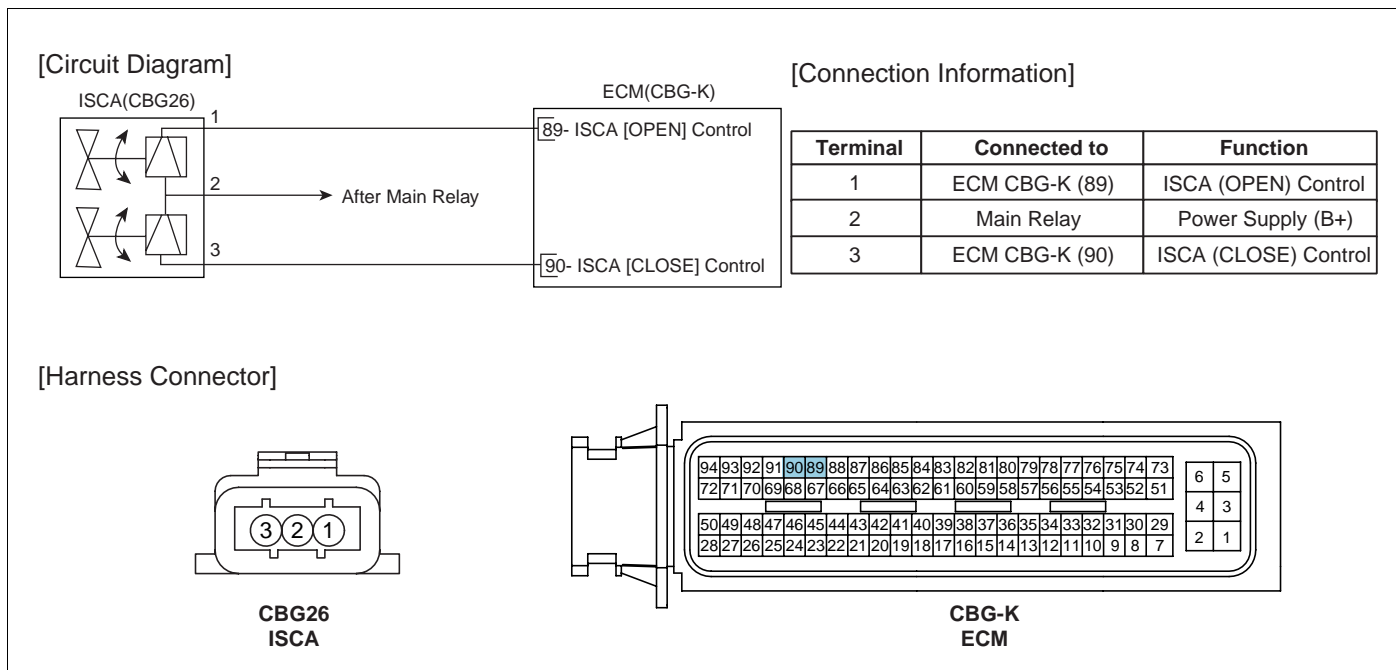 [Circuit Diagram]
ISCA(CBG26)
1
2
3
After Main Relay
ECM(CBG-K)
89- ISCA [OPEN] Control
90- ISCA [CLOSE] Control
[Connection Information]
Terminal Connected to Function
1 ECM CBG-K (89) ISCA (OPEN) Control
2 Main Relay Power Supply (B+)
3 ECM CBG-K (90) ISCA (CLOSE) Control
[Harness Connector]
3 2 1
CBG26
ISCA
94 93 92 91 90 89 88 87 86 85 84 83 82 81 80 79 78 77 76 75 74 73
72 71 70 69 68 67 66 65 64 63 62 61 60 59 58 57 56 55 54 53 52 51
50 49 48 47 46 45 44 43 42 41 40 39 38 37 36 35 34 33 32 31 30 29
28 27 26 25 24 23 22 21 20 19 18 17 16 15 14 13 12 11 10 9 8 7
6 5
4 3
2 1
CBG-K
ECM